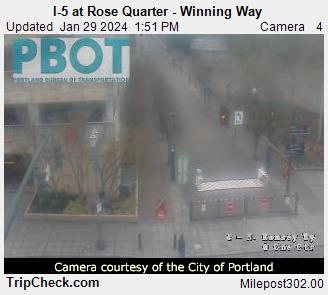 I-5 at Rose Quarter - Winning Way
Updated Jan 29 2024 1:51 PM Camera 4
PBOT
PORTLAND BUREAU OF TRANSPORTATION
Camera courtesy of the City of Portland
TripCheck.com Milepost302.00